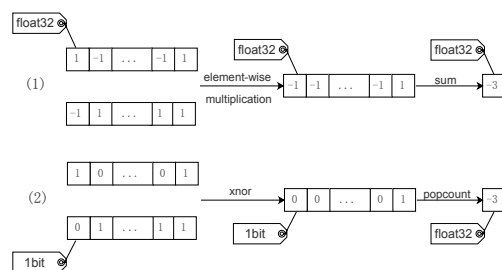 float32
1 -1 ... -1 1
(1)
-1 1 ... 1 1
element-wise
multiplication
float32
-1 -1 ... -1 1
sum
float32
-3
(2)
1 0 ... 0 1
0 1 ... 1 1
1bit
xnor
0 0 ... 0 1
1bit
popcount
-3
float32